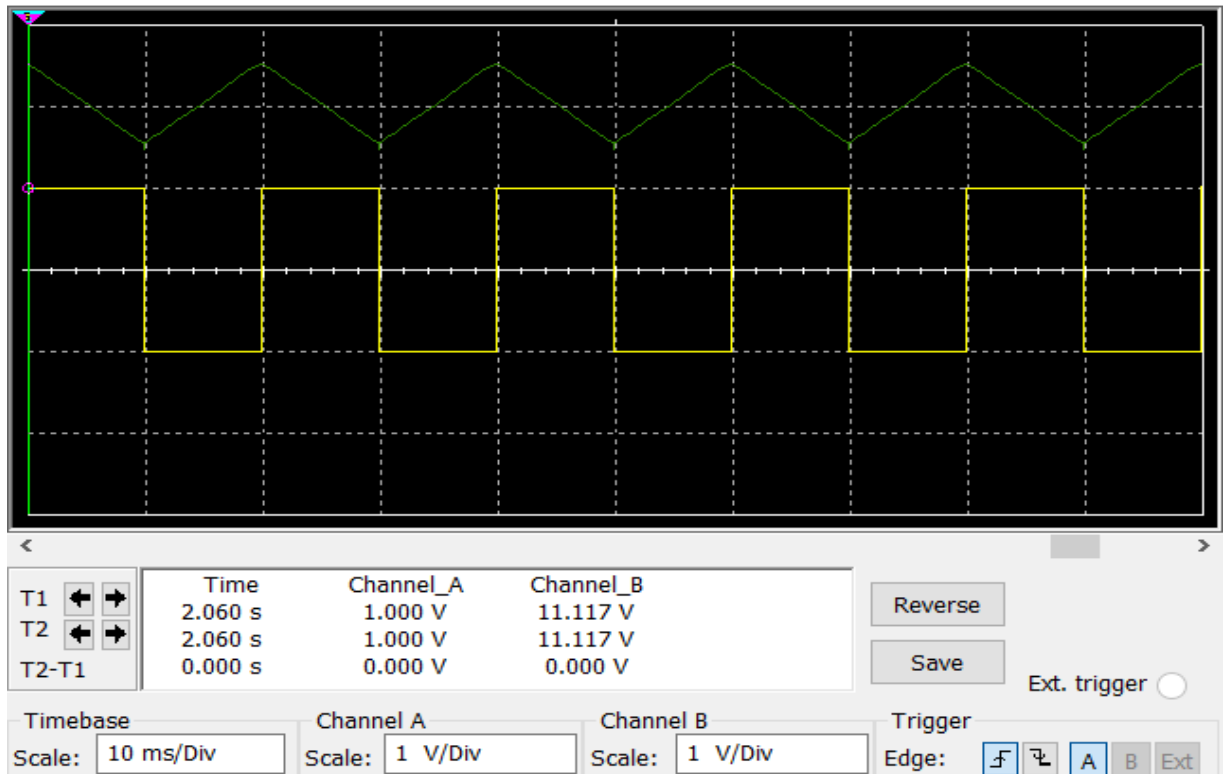 Time Channel_A Channel_B
T1 2.060 s 1.000 V 11.117 V
T2 2.060 s 1.000 V 11.117 V
T2-T1 0.000 s 0.000 V 0.000 V
Reverse
Save
Ext. trigger
Timebase
Scale: 10 ms/Div
Channel A
Scale: 1 V/Div
Channel B
Scale: 1 V/Div
Trigger
Edge: A B Ext